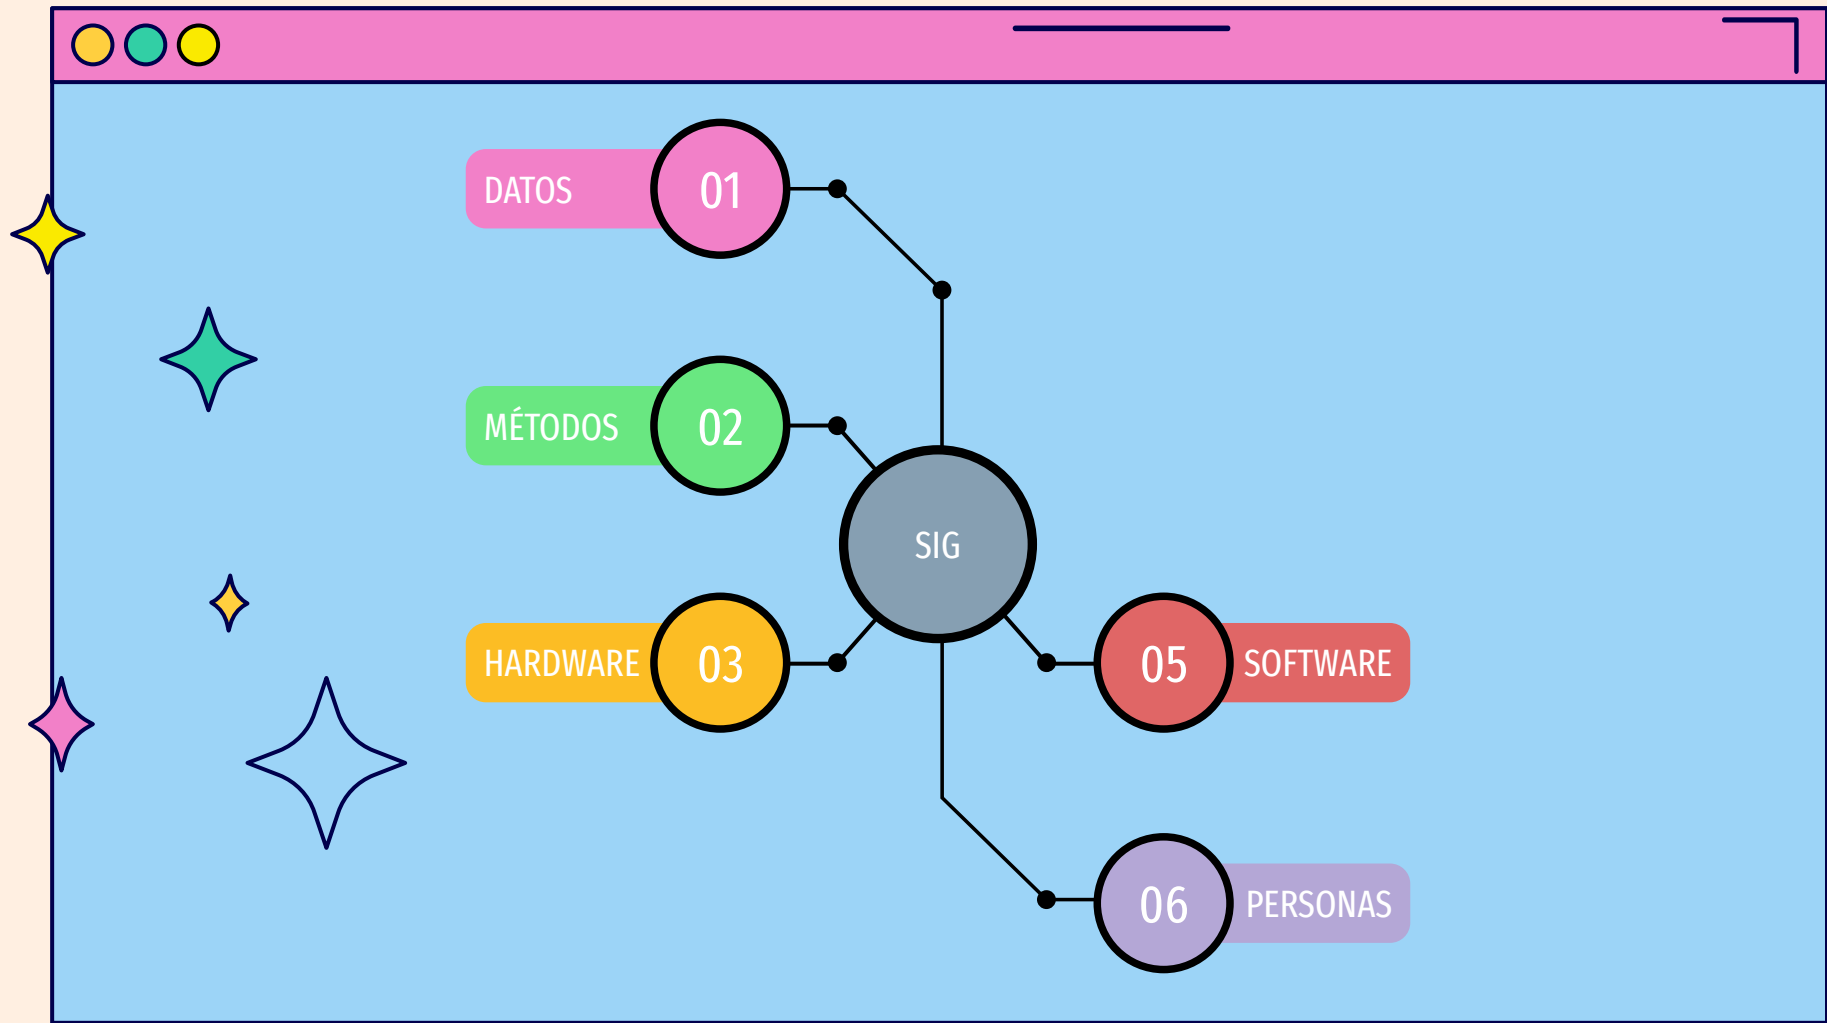 DATOS 01
MÉTODOS 02
SIG
HARDWARE 03
05 SOFTWARE
06 PERSONAS